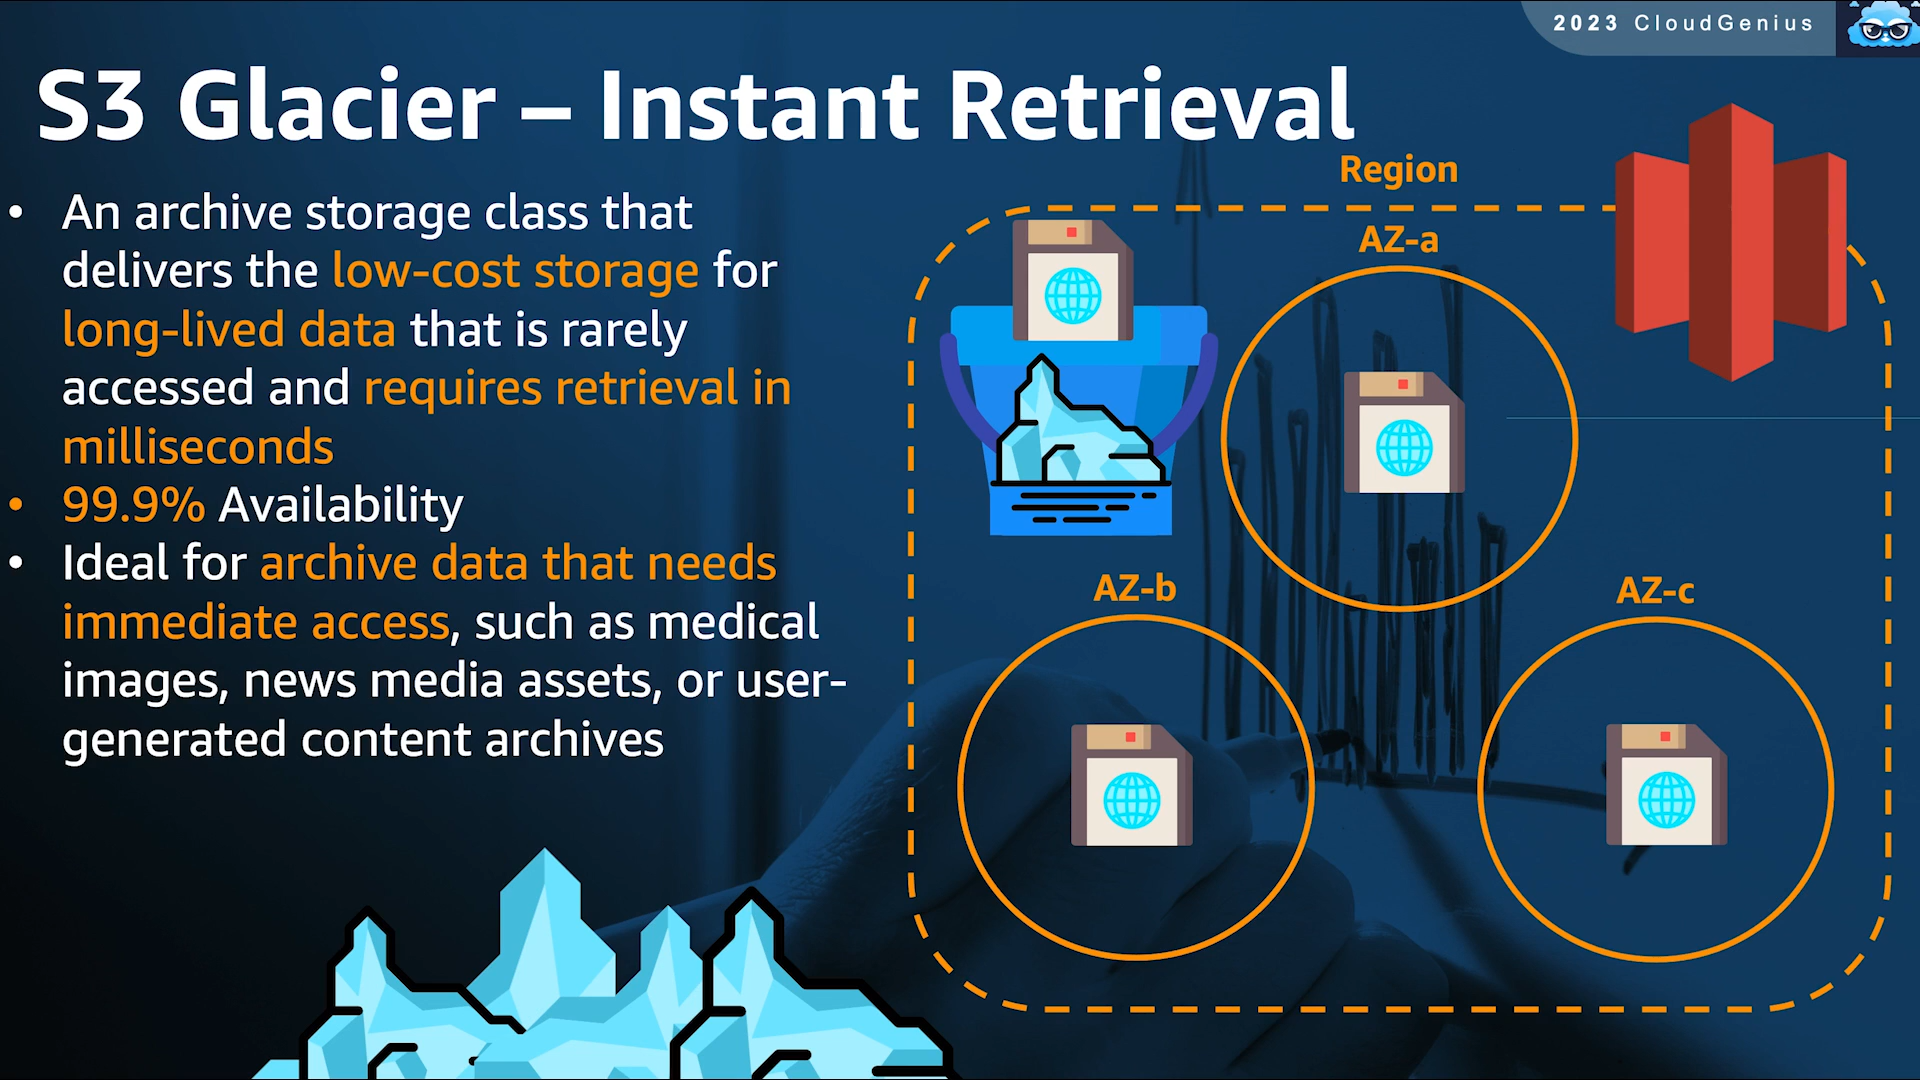 2023 CloudGenius
S3 Glacier – Instant Retrieval
• An archive storage class that
delivers the low-cost storage for
long-lived data that is rarely
accessed and requires retrieval in
milliseconds
• 99.9% Availability
• Ideal for archive data that needs
immediate access, such as medical
images, news media assets, or user-
generated content archives
Region
AZ-a
AZ-b
AZ-c